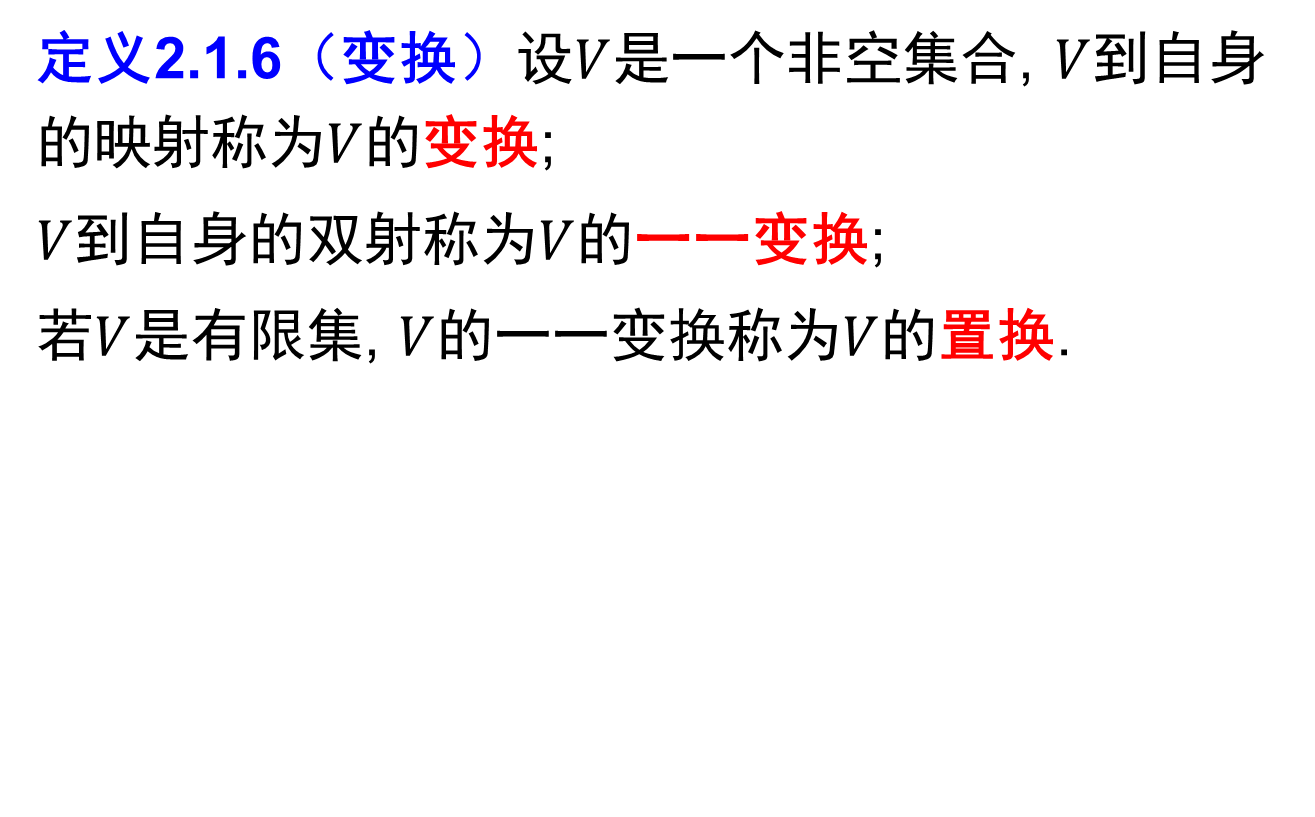 定义2.1.6（变换）设V是一个非空集合, V到自身
的映射称为V的变换;
V到自身的双射称为V的一一变换;
若V是有限集, V的一一变换称为V的置换.